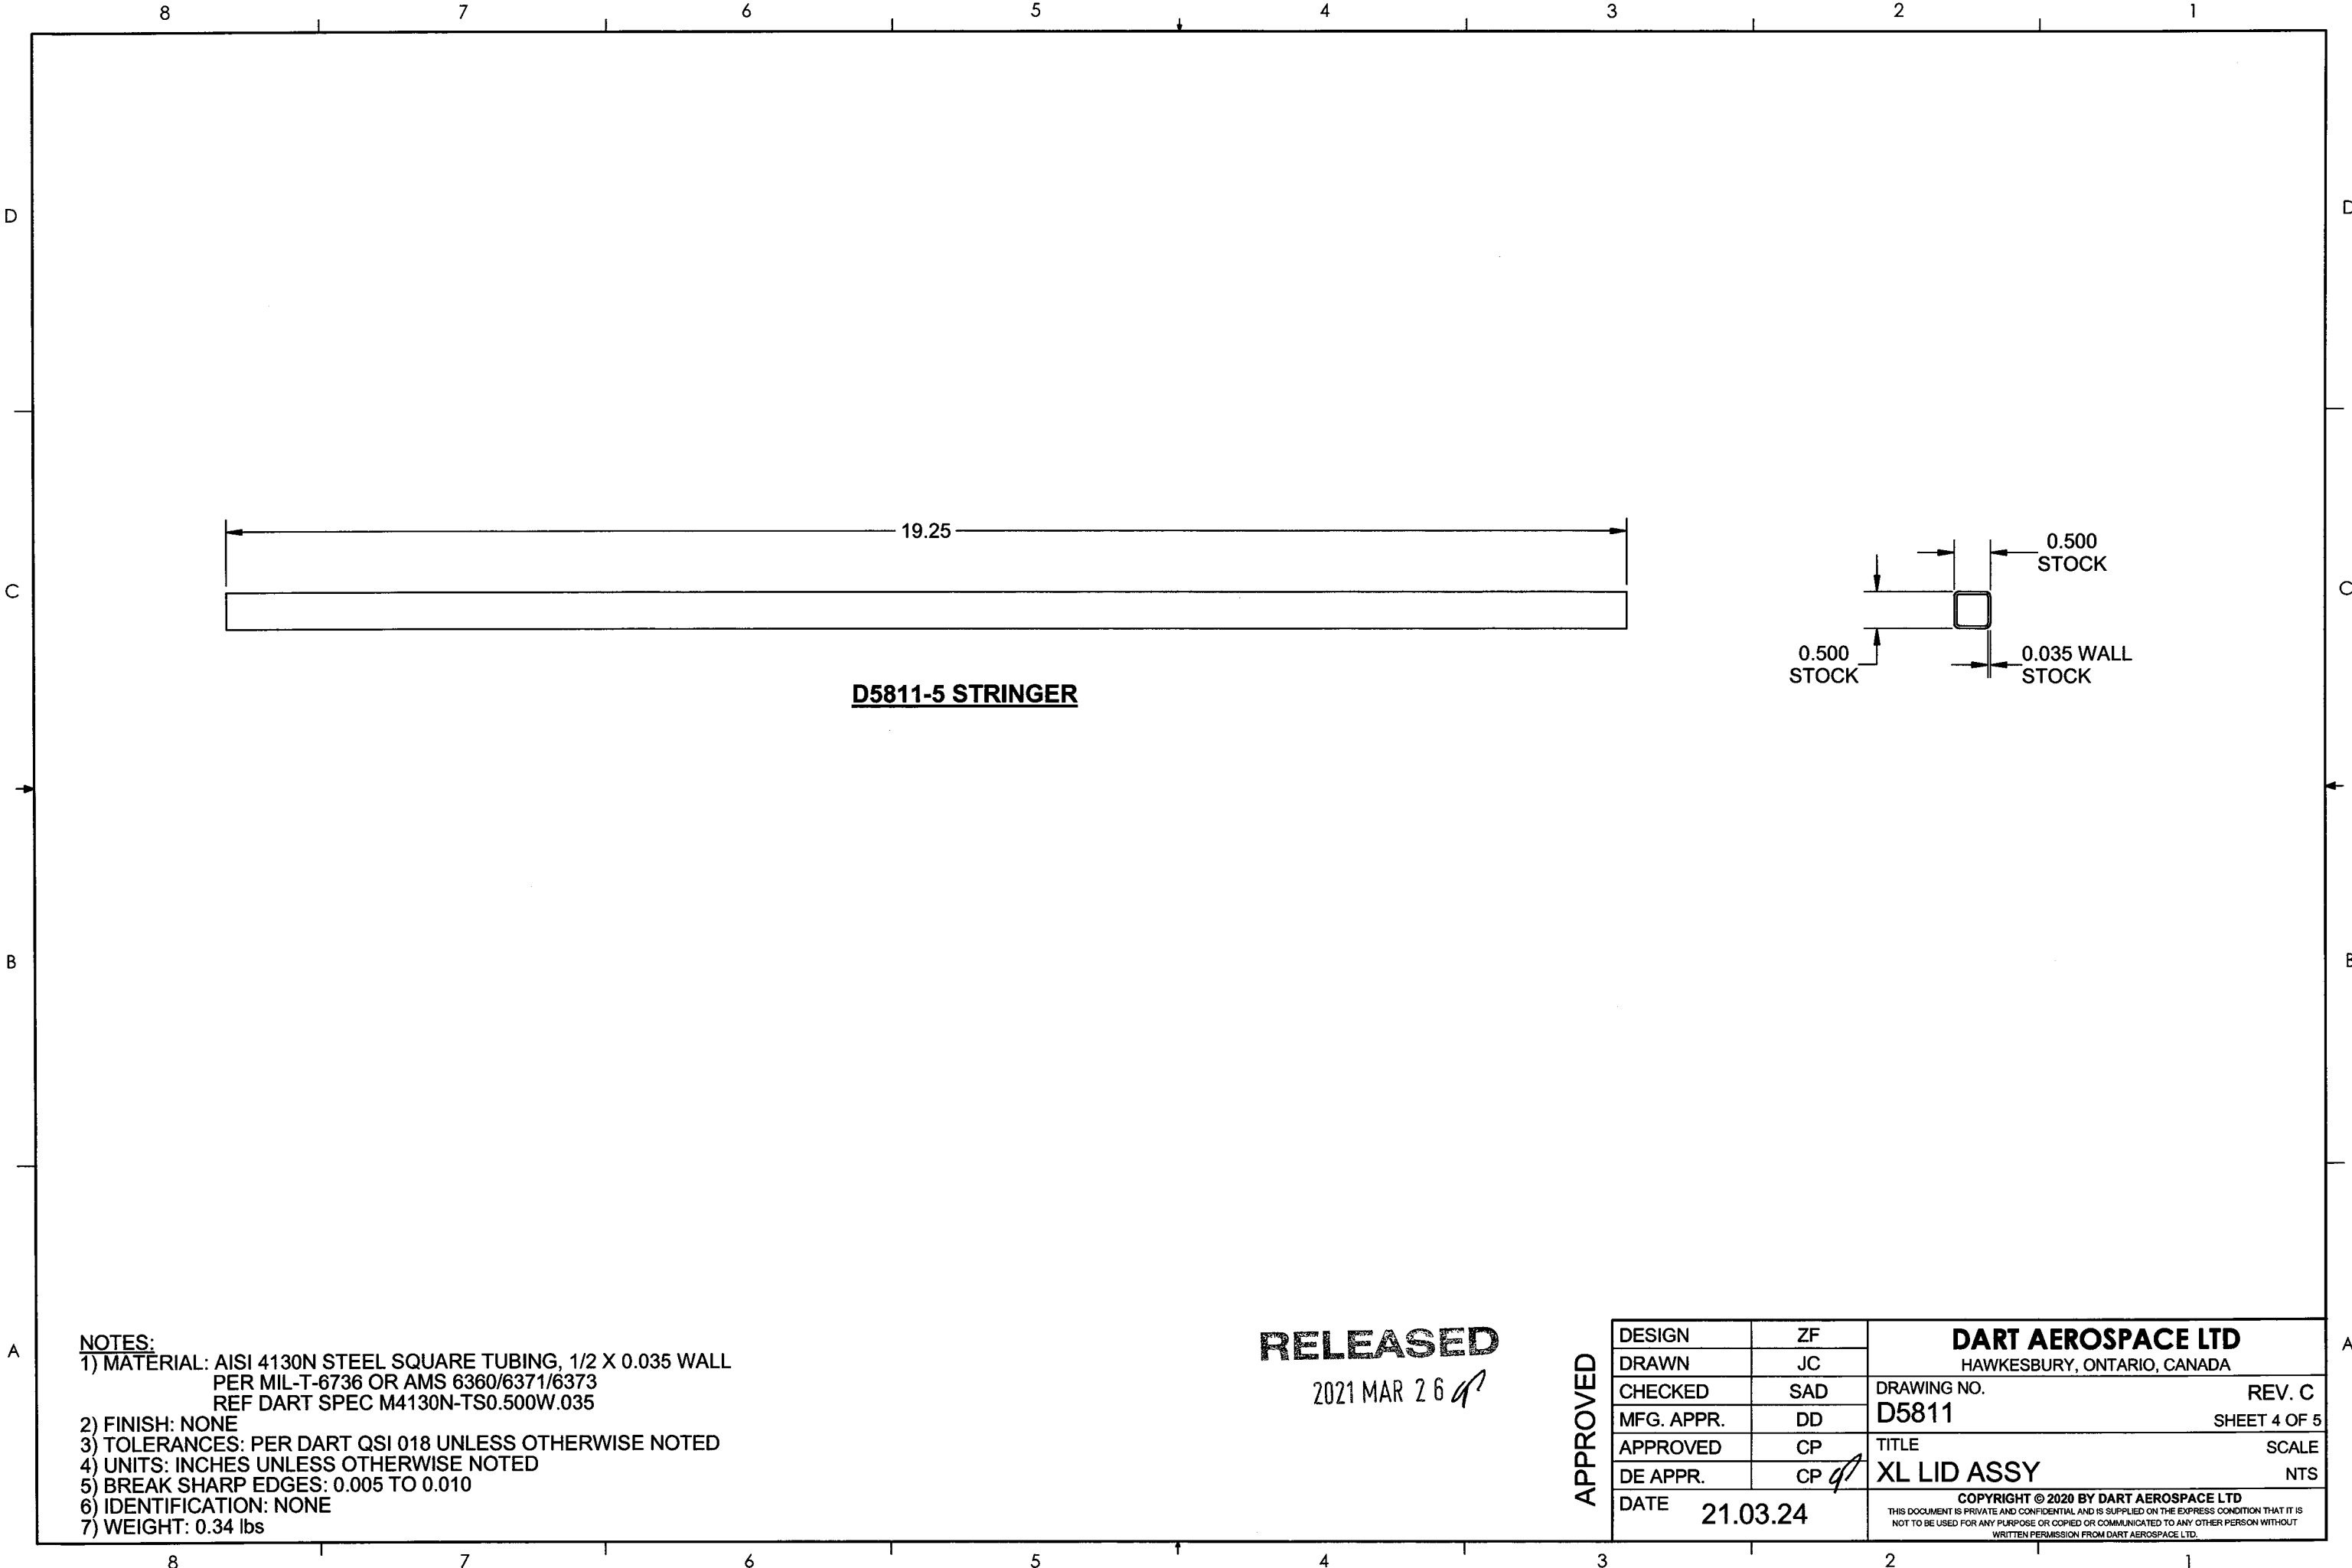 8 7 6 5 4 3 2 1
D D
19.25
0.500
STOCK
C C
0.500
STOCK
0.035 WALL
STOCK
D5811-5 STRINGER
B B
A A
NOTES:
1) MATERIAL: AISI 4130N STEEL SQUARE TUBING, 1/2 X 0.035 WALL
PER MIL-T-6736 OR AMS 6360/6371/6373
REF DART SPEC M4130N-TS0.500W.035
2) FINISH: NONE
3) TOLERANCES: PER DART QSI 018 UNLESS OTHERWISE NOTED
4) UNITS: INCHES UNLESS OTHERWISE NOTED
5) BREAK SHARP EDGES: 0.005 TO 0.010
6) IDENTIFICATION: NONE
7) WEIGHT: 0.34 lbs
RELEASED
2021 MAR 26
APPROVED
DESIGN ZF
DRAWN JC
CHECKED SAD
MFG. APPR. DD
APPROVED CP
DE APPR. CP
DATE 21.03.24
DART AEROSPACE LTD
HAWKESBURY, ONTARIO, CANADA
DRAWING NO. REV. C
D5811 SHEET 4 OF 5
TITLE SCALE
XL LID ASSY NTS
COPYRIGHT © 2020 BY DART AEROSPACE LTD
THIS DOCUMENT IS PRIVATE AND CONFIDENTIAL AND IS SUPPLIED ON THE EXPRESS CONDITION THAT IT IS
NOT TO BE USED FOR ANY PURPOSE OR COPIED OR COMMUNICATED TO ANY OTHER PERSON WITHOUT
WRITTEN PERMISSION FROM DART AEROSPACE LTD.
8 7 6 5 4 3 2 1